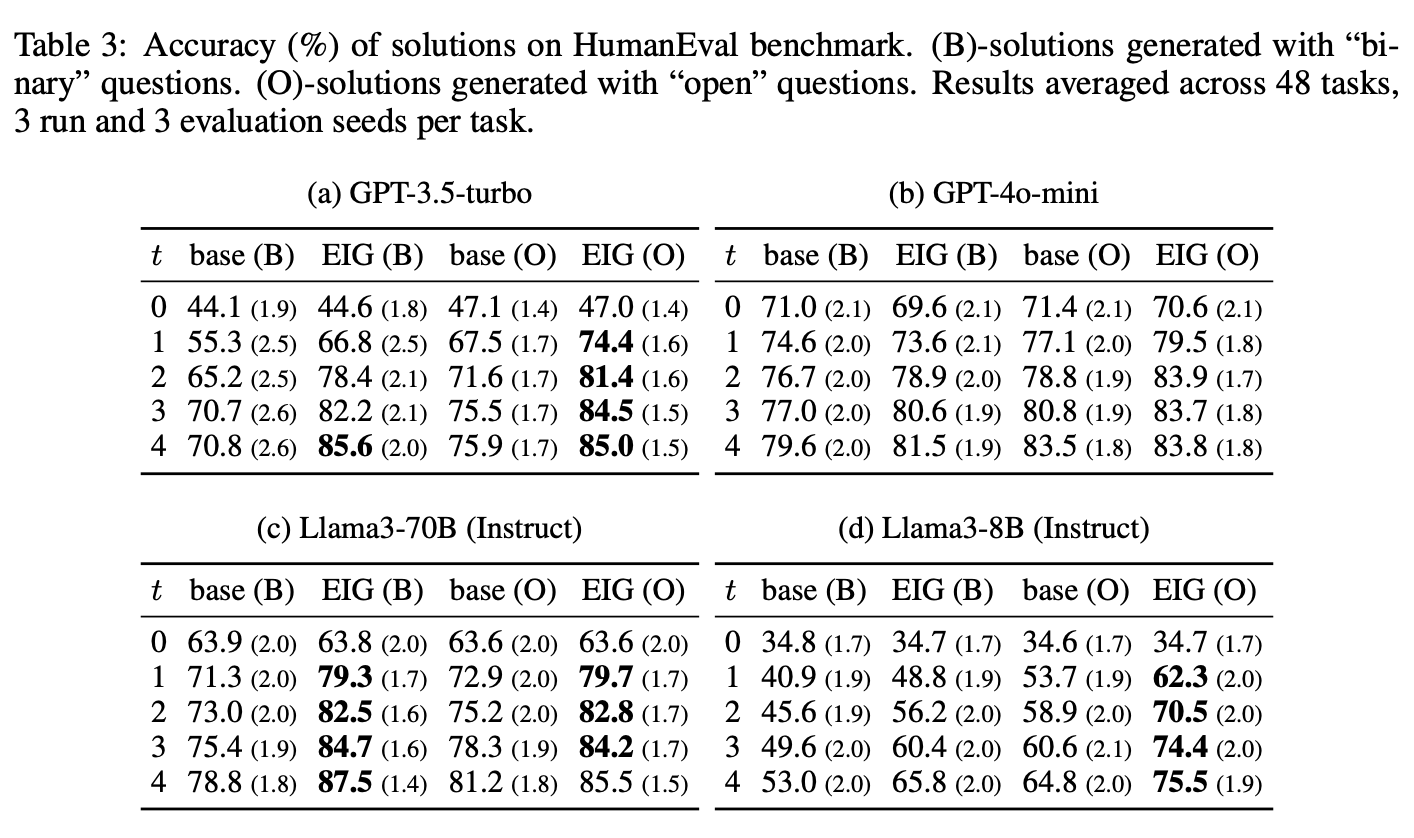 Table 3: Accuracy (%) of solutions on HumanEval benchmark. (B)-solutions generated with “bi-
nary” questions. (O)-solutions generated with “open” questions. Results averaged across 48 tasks,
3 run and 3 evaluation seeds per task.
(a) GPT-3.5-turbo
t base (B) EIG (B) base (O) EIG (O)
0 44.1 (1.9) 44.6 (1.8) 47.1 (1.4) 47.0 (1.4)
1 55.3 (2.5) 66.8 (2.5) 67.5 (1.7) 74.4 (1.6)
2 65.2 (2.5) 78.4 (2.1) 71.6 (1.7) 81.4 (1.6)
3 70.7 (2.6) 82.2 (2.1) 75.5 (1.7) 84.5 (1.5)
4 70.8 (2.6) 85.6 (2.0) 75.9 (1.7) 85.0 (1.5)
(b) GPT-4o-mini
t base (B) EIG (B) base (O) EIG (O)
0 71.0 (2.1) 69.6 (2.1) 71.4 (2.1) 70.6 (2.1)
1 74.6 (2.0) 73.6 (2.1) 77.1 (2.0) 79.5 (1.8)
2 76.7 (2.0) 78.9 (2.0) 78.8 (1.9) 83.9 (1.7)
3 77.0 (2.0) 80.6 (1.9) 80.8 (1.9) 83.7 (1.8)
4 79.6 (2.0) 81.5 (1.9) 83.5 (1.8) 83.8 (1.8)
(c) Llama3-70B (Instruct)
t base (B) EIG (B) base (O) EIG (O)
0 63.9 (2.0) 63.8 (2.0) 63.6 (2.0) 63.6 (2.0)
1 71.3 (2.0) 79.3 (1.7) 72.9 (2.0) 79.7 (1.7)
2 73.0 (2.0) 82.5 (1.6) 75.2 (2.0) 82.8 (1.7)
3 75.4 (1.9) 84.7 (1.6) 78.3 (1.9) 84.2 (1.7)
4 78.8 (1.8) 87.5 (1.4) 81.2 (1.8) 85.5 (1.5)
(d) Llama3-8B (Instruct)
t base (B) EIG (B) base (O) EIG (O)
0 34.8 (1.7) 34.7 (1.7) 34.6 (1.7) 34.7 (1.7)
1 40.9 (1.9) 48.8 (1.9) 53.7 (1.9) 62.3 (2.0)
2 45.6 (1.9) 56.2 (2.0) 58.9 (2.0) 70.5 (2.0)
3 49.6 (2.0) 60.4 (2.0) 60.6 (2.1) 74.4 (2.0)
4 53.0 (2.0) 65.8 (2.0) 64.8 (2.0) 75.5 (1.9)